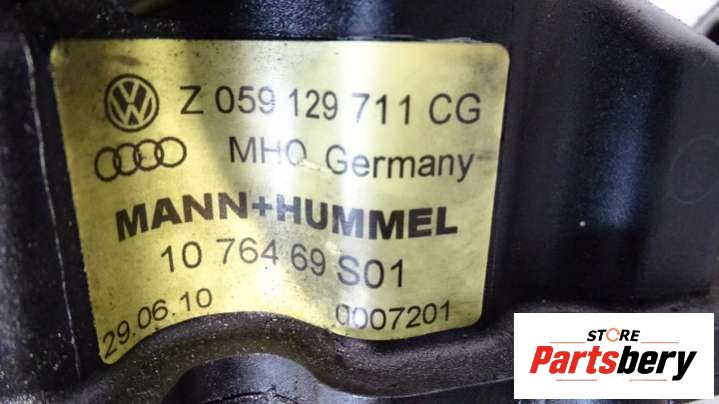 Z 059 129 711 CG
MHO Germany
MANN+HUMMEL
10 764 69 S01
29.06.10 0007201
STORE
Partsbery